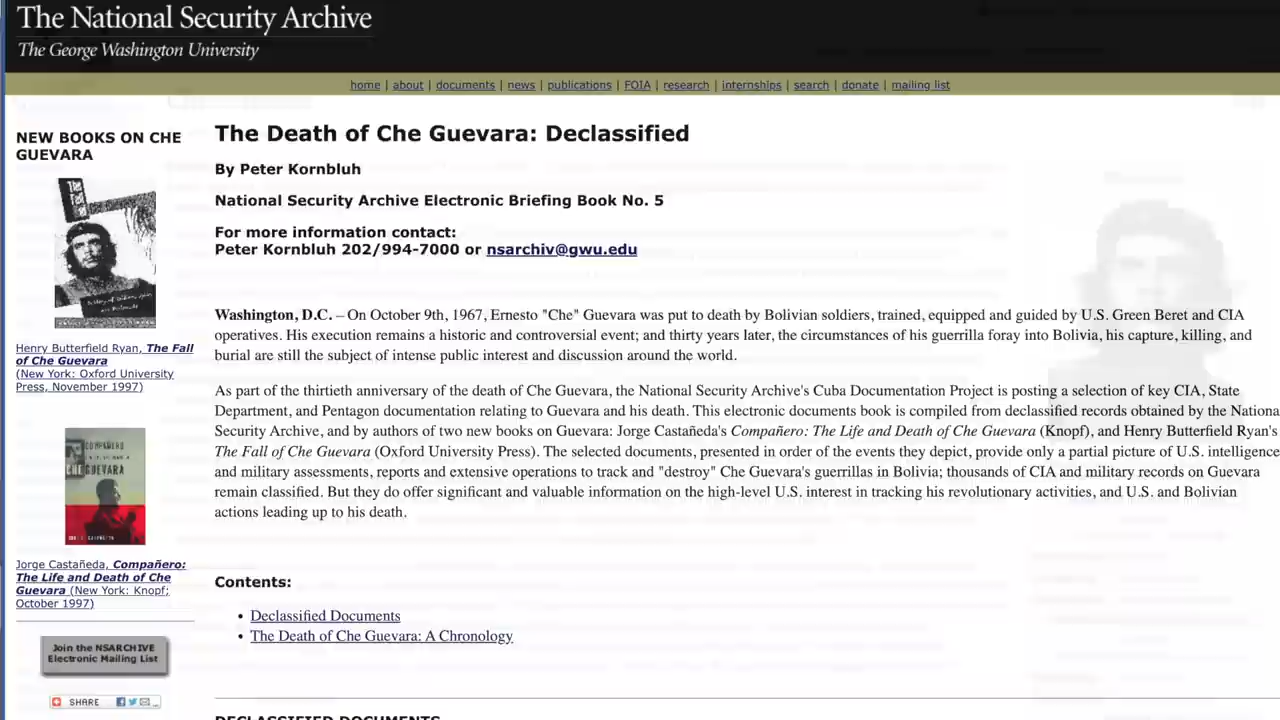 The National Security Archive
The George Washington University
home | about | documents | news | publications | FOIA | research | internships | search | donate | mailing list
NEW BOOKS ON CHE
GUEVARA
Henry Butterfield Ryan, The Fall
of Che Guevara
(New York: Oxford University
Press, November 1997)
COMPAÑERO
CHE GUEVARA
Jorge Castañeda, Compañero:
The Life and Death of Che
Guevara (New York: Knopf;
October 1997)
Join the NSARCHIVE
Electronic Mailing List
SHARE
The Death of Che Guevara: Declassified
By Peter Kornbluh
National Security Archive Electronic Briefing Book No. 5
For more information contact:
Peter Kornbluh 202/994-7000 or nsarchiv@gwu.edu
Washington, D.C. – On October 9th, 1967, Ernesto "Che" Guevara was put to death by Bolivian soldiers, trained, equipped and guided by U.S. Green Beret and CIA
operatives. His execution remains a historic and controversial event; and thirty years later, the circumstances of his guerrilla foray into Bolivia, his capture, killing, and
burial are still the subject of intense public interest and discussion around the world.
As part of the thirtieth anniversary of the death of Che Guevara, the National Security Archive's Cuba Documentation Project is posting a selection of key CIA, State
Department, and Pentagon documentation relating to Guevara and his death. This electronic documents book is compiled from declassified records obtained by the Nationa
Security Archive, and by authors of two new books on Guevara: Jorge Castañeda's Compañero: The Life and Death of Che Guevara (Knopf), and Henry Butterfield Ryan's
The Fall of Che Guevara (Oxford University Press). The selected documents, presented in order of the events they depict, provide only a partial picture of U.S. intelligence
and military assessments, reports and extensive operations to track and "destroy" Che Guevara's guerrillas in Bolivia; thousands of CIA and military records on Guevara
remain classified. But they do offer significant and valuable information on the high-level U.S. interest in tracking his revolutionary activities, and U.S. and Bolivian
actions leading up to his death.
Contents:
• Declassified Documents
• The Death of Che Guevara: A Chronology
DECLASSIFIED DOCUMENTS